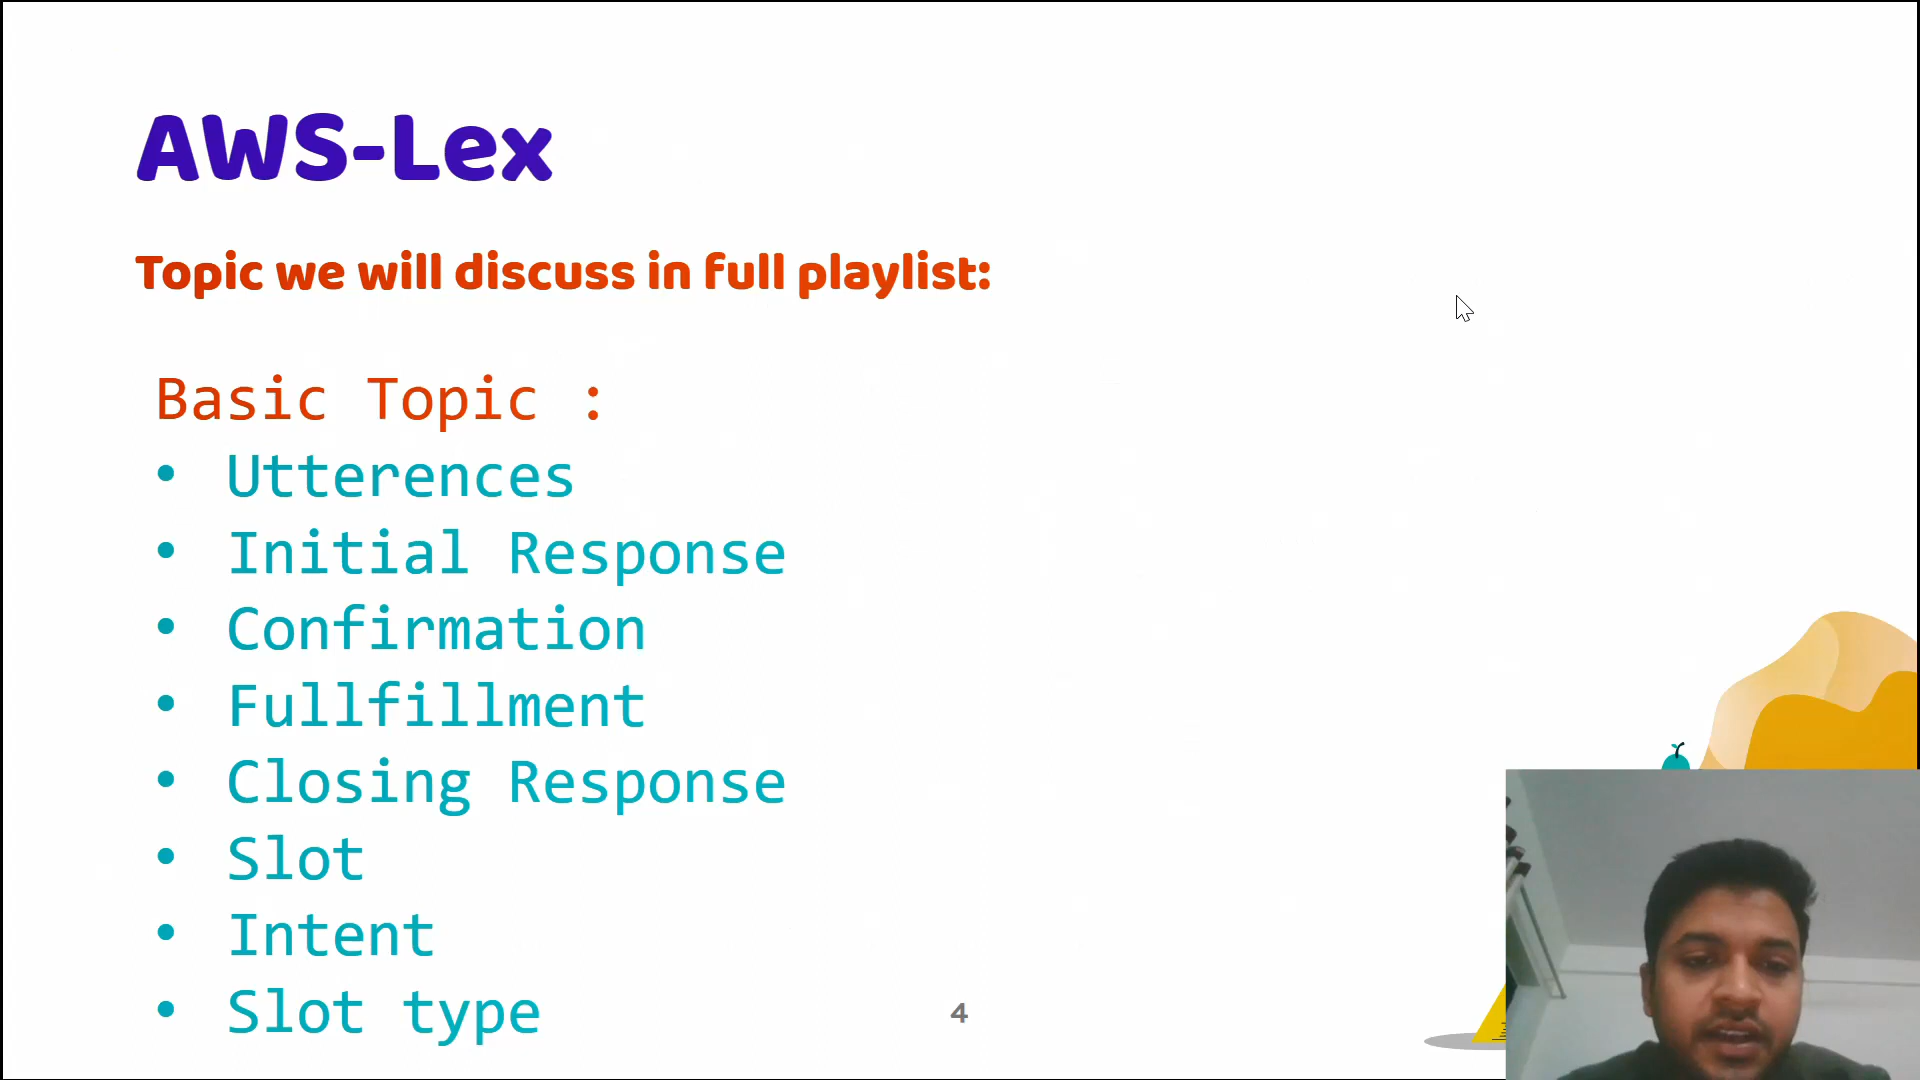 AWS-Lex
Topic we will discuss in full playlist:
Basic Topic :
• Utterences
• Initial Response
• Confirmation
• Fullfillment
• Closing Response
• Slot
• Intent
• Slot type
4